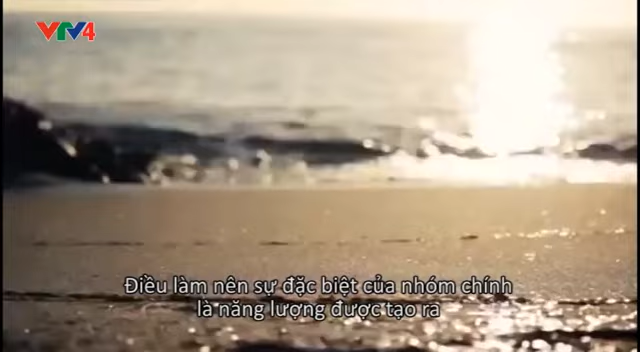 VTV4
Điều làm nên sự đặc biệt của nhóm chính
là năng lượng được tạo ra